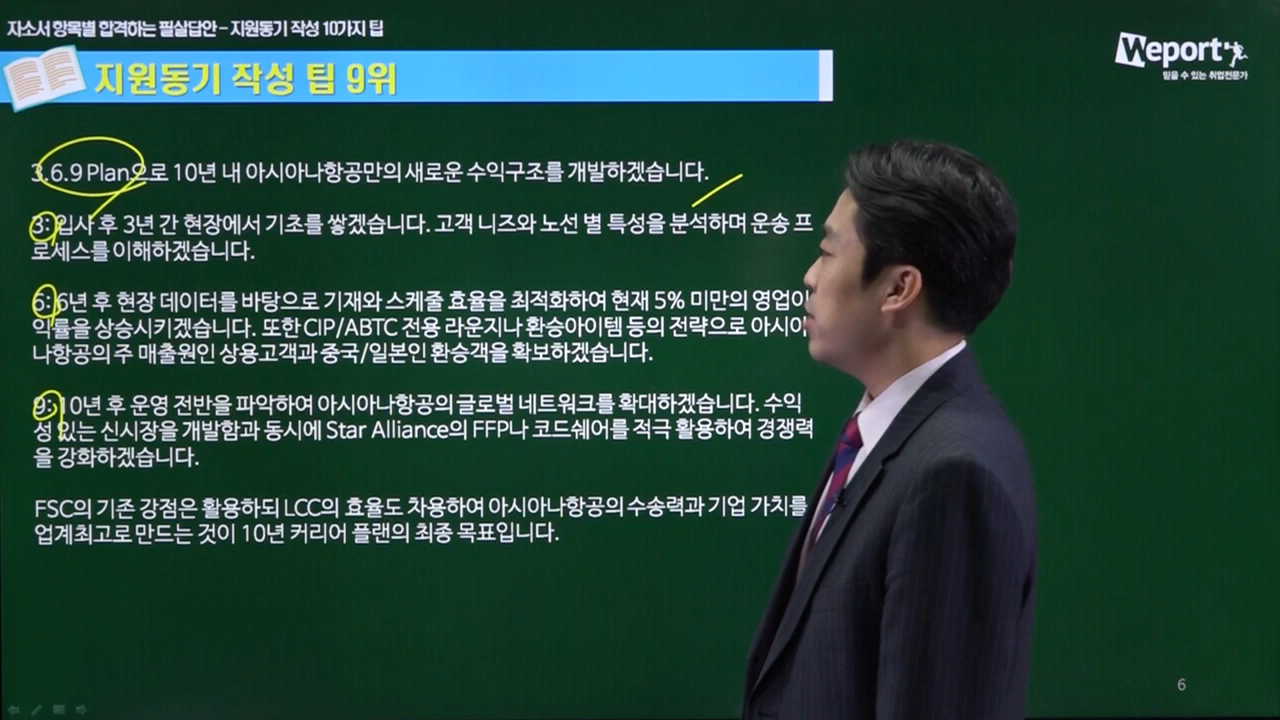 자소서 항목별 합격하는 필살답안 – 지원동기 작성 10가지 팁
Weport
믿을 수 있는 취업전문가
지원동기 작성 팁 9위
3.6.9 Plan으로 10년 내 아시아나항공만의 새로운 수익구조를 개발하겠습니다.
3: 입사 후 3년 간 현장에서 기초를 쌓겠습니다. 고객 니즈와 노선 별 특성을 분석하며 운송 프
로세스를 이해하겠습니다.
6: 6년 후 현장 데이터를 바탕으로 기재와 스케줄 효율을 최적화하여 현재 5% 미만의 영업이
익률을 상승시키겠습니다. 또한 CIP/ABTC 전용 라운지나 환승아이템 등의 전략으로 아시아
나항공의 주 매출원인 상용고객과 중국/일본인 환승객을 확보하겠습니다.
9: 10년 후 운영 전반을 파악하여 아시아나항공의 글로벌 네트워크를 확대하겠습니다. 수익
성 있는 신시장을 개발함과 동시에 Star Alliance의 FFP나 코드쉐어를 적극 활용하여 경쟁력
을 강화하겠습니다.
FSC의 기존 강점은 활용하되 LCC의 효율도 차용하여 아시아나항공의 수송력과 기업 가치를
업계최고로 만드는 것이 10년 커리어 플랜의 최종 목표입니다.
6